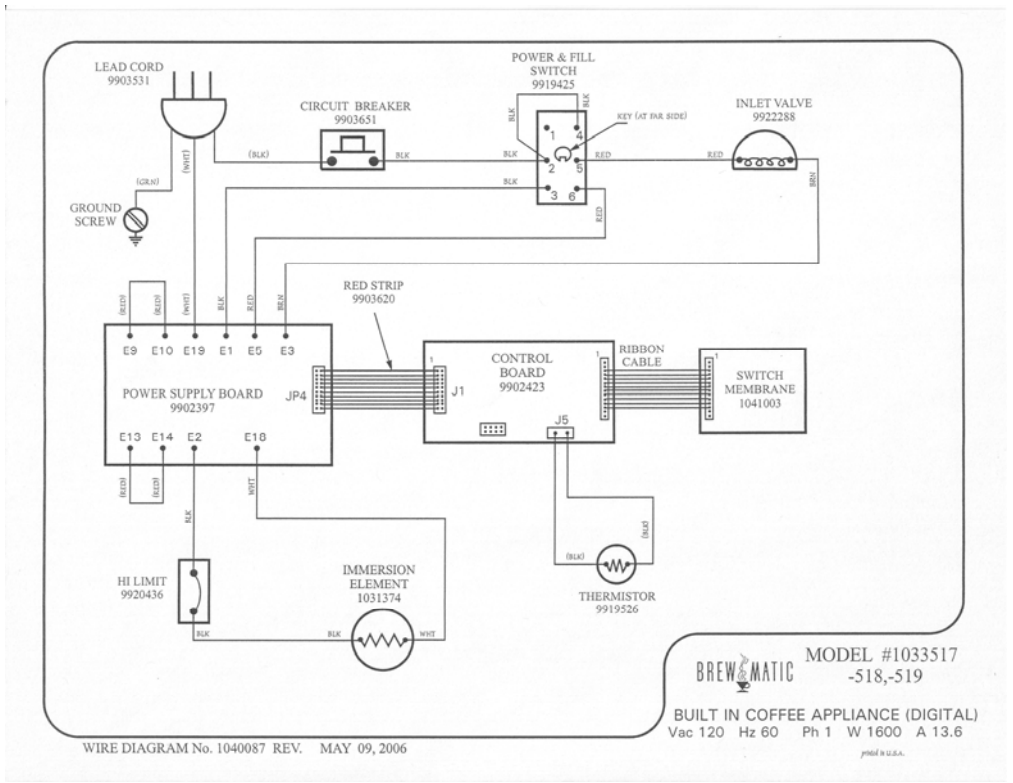 LEAD CORD
9903531
POWER & FILL
SWITCH
9919425
CIRCUIT BREAKER
9903651
INLET VALVE
9922288
KEY (AT FAR SIDE)
BLK
BLK
1
4
2
5
3
6
(BLK)
BLK
BLK
RED
RED
(WHT)
(GRN)
BLK
RED
BRN
GROUND
SCREW
RED STRIP
9903620
(RED)
(RED)
(WHT)
BLK
RED
BRN
E9
E10
E19
E1
E5
E3
POWER SUPPLY BOARD
9902397
JP4
E13
E14
E2
E18
1
J1
CONTROL
BOARD
9902423
J5
1
RIBBON
CABLE
1
SWITCH
MEMBRANE
1041003
(RED)
(RED)
BLK
WHT
(BLK)
(BLK)
THERMISTOR
9919526
HI LIMIT
9920436
IMMERSION
ELEMENT
1031374
BLK
BLK
WHT
BREWMATIC
MODEL #1033517
-518,-519
BUILT IN COFFEE APPLIANCE (DIGITAL)
Vac 120 Hz 60 Ph 1 W 1600 A 13.6
printed in U.S.A.
WIRE DIAGRAM No. 1040087 REV. MAY 09, 2006